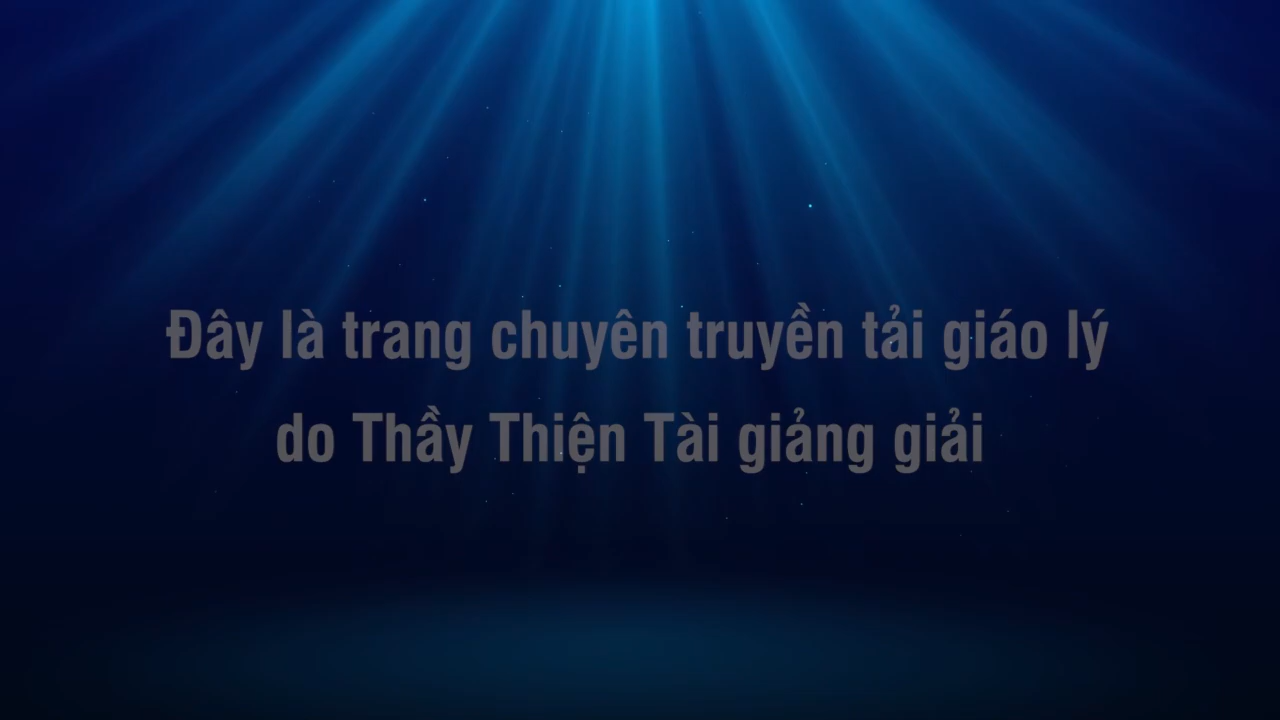 Đây là trang chuyên truyền tải giáo lý
do Thầy Thiện Tài giảng giải